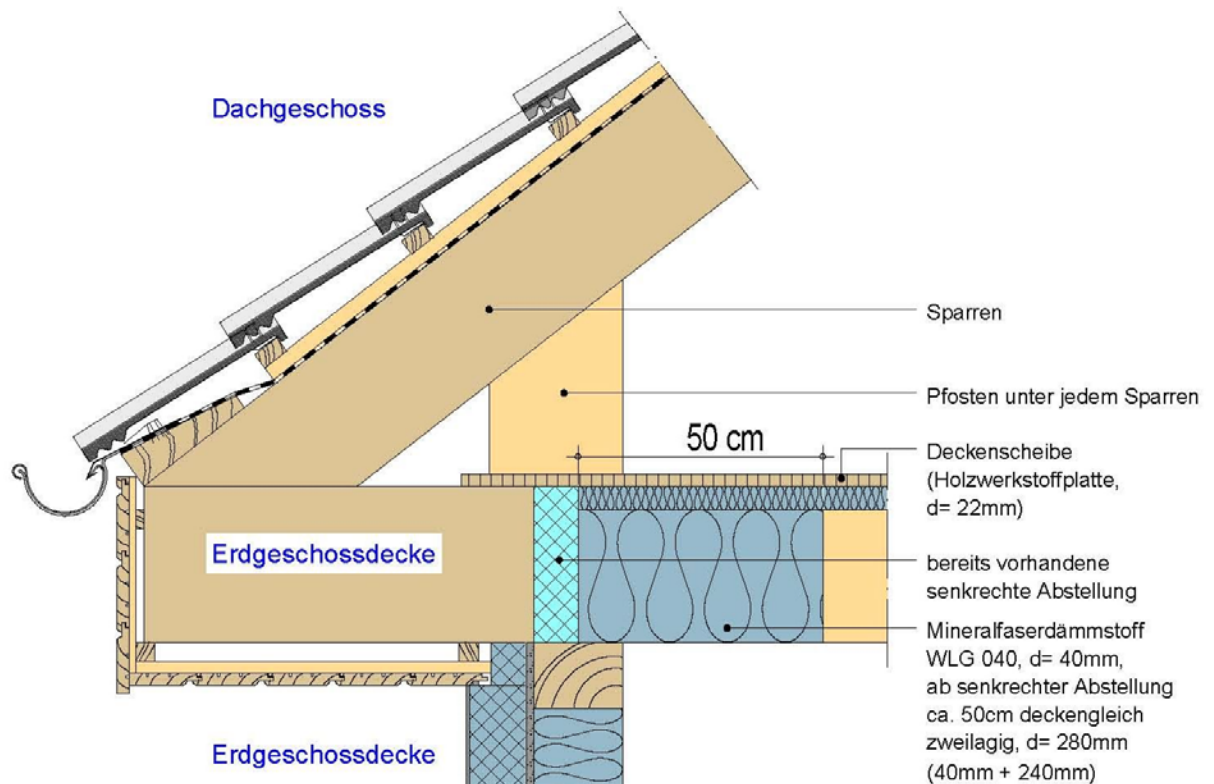 Dachgeschoss
Sparren
Pfosten unter jedem Sparren
50 cm
Deckenscheibe
(Holzwerkstoffplatte,
d= 22mm)
Erdgeschossdecke
bereits vorhandene
senkrechte Abstellung
Mineralfaserdämmstoff
WLG 040, d= 40mm,
ab senkrechter Abstellung
ca. 50cm deckengleich
zweilagig, d= 280mm
(40mm + 240mm)
Erdgeschossdecke